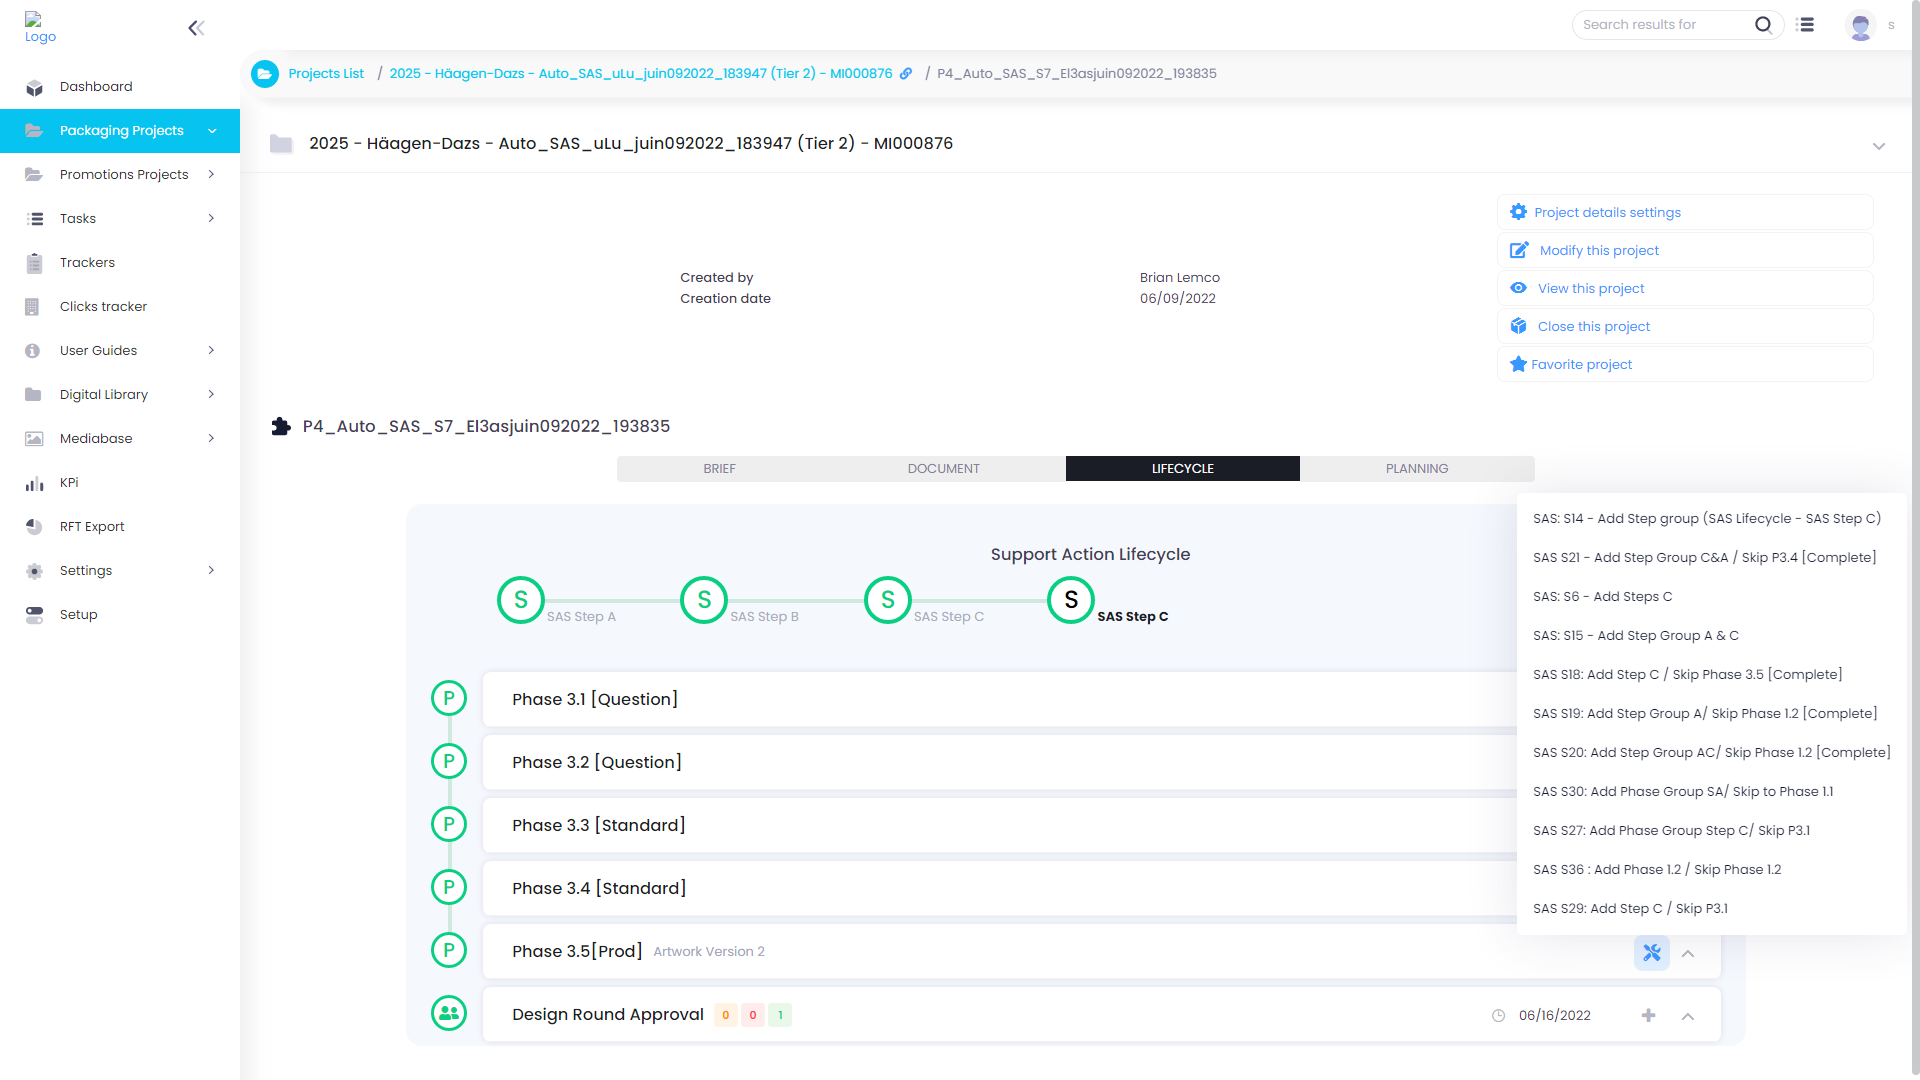 Logo
Search results for
s
Dashboard
Packaging Projects
Promotions Projects
Tasks
Trackers
Clicks tracker
User Guides
Digital Library
Mediabase
KPi
RFT Export
Settings
Setup
Projects List / 2025 - Häagen-Dazs - Auto_SAS_uLu_juin092022_183947 (Tier 2) - MI000876 / P4_Auto_SAS_S7_El3asjuin092022_193835
2025 - Häagen-Dazs - Auto_SAS_uLu_juin092022_183947 (Tier 2) - MI000876
Created by Brian Lemco
Creation date 06/09/2022
Project details settings
Modify this project
View this project
Close this project
Favorite project
P4_Auto_SAS_S7_El3asjuin092022_193835
BRIEF DOCUMENT LIFECYCLE PLANNING
Support Action Lifecycle
S SAS Step A
S SAS Step B
S SAS Step C
S SAS Step C
P Phase 3.1 [Question]
P Phase 3.2 [Question]
P Phase 3.3 [Standard]
P Phase 3.4 [Standard]
P Phase 3.5[Prod] Artwork Version 2
Design Round Approval 0 0 1 06/16/2022
SAS: S14 - Add Step group (SAS Lifecycle - SAS Step C)
SAS S21 - Add Step Group C&A / Skip P3.4 [Complete]
SAS: S6 - Add Steps C
SAS: S15 - Add Step Group A & C
SAS S18: Add Step C / Skip Phase 3.5 [Complete]
SAS S19: Add Step Group A/ Skip Phase 1.2 [Complete]
SAS S20: Add Step Group AC/ Skip Phase 1.2 [Complete]
SAS S30: Add Phase Group SA/ Skip to Phase 1.1
SAS S27: Add Phase Group Step C/ Skip P3.1
SAS S36 : Add Phase 1.2 / Skip Phase 1.2
SAS S29: Add Step C / Skip P3.1